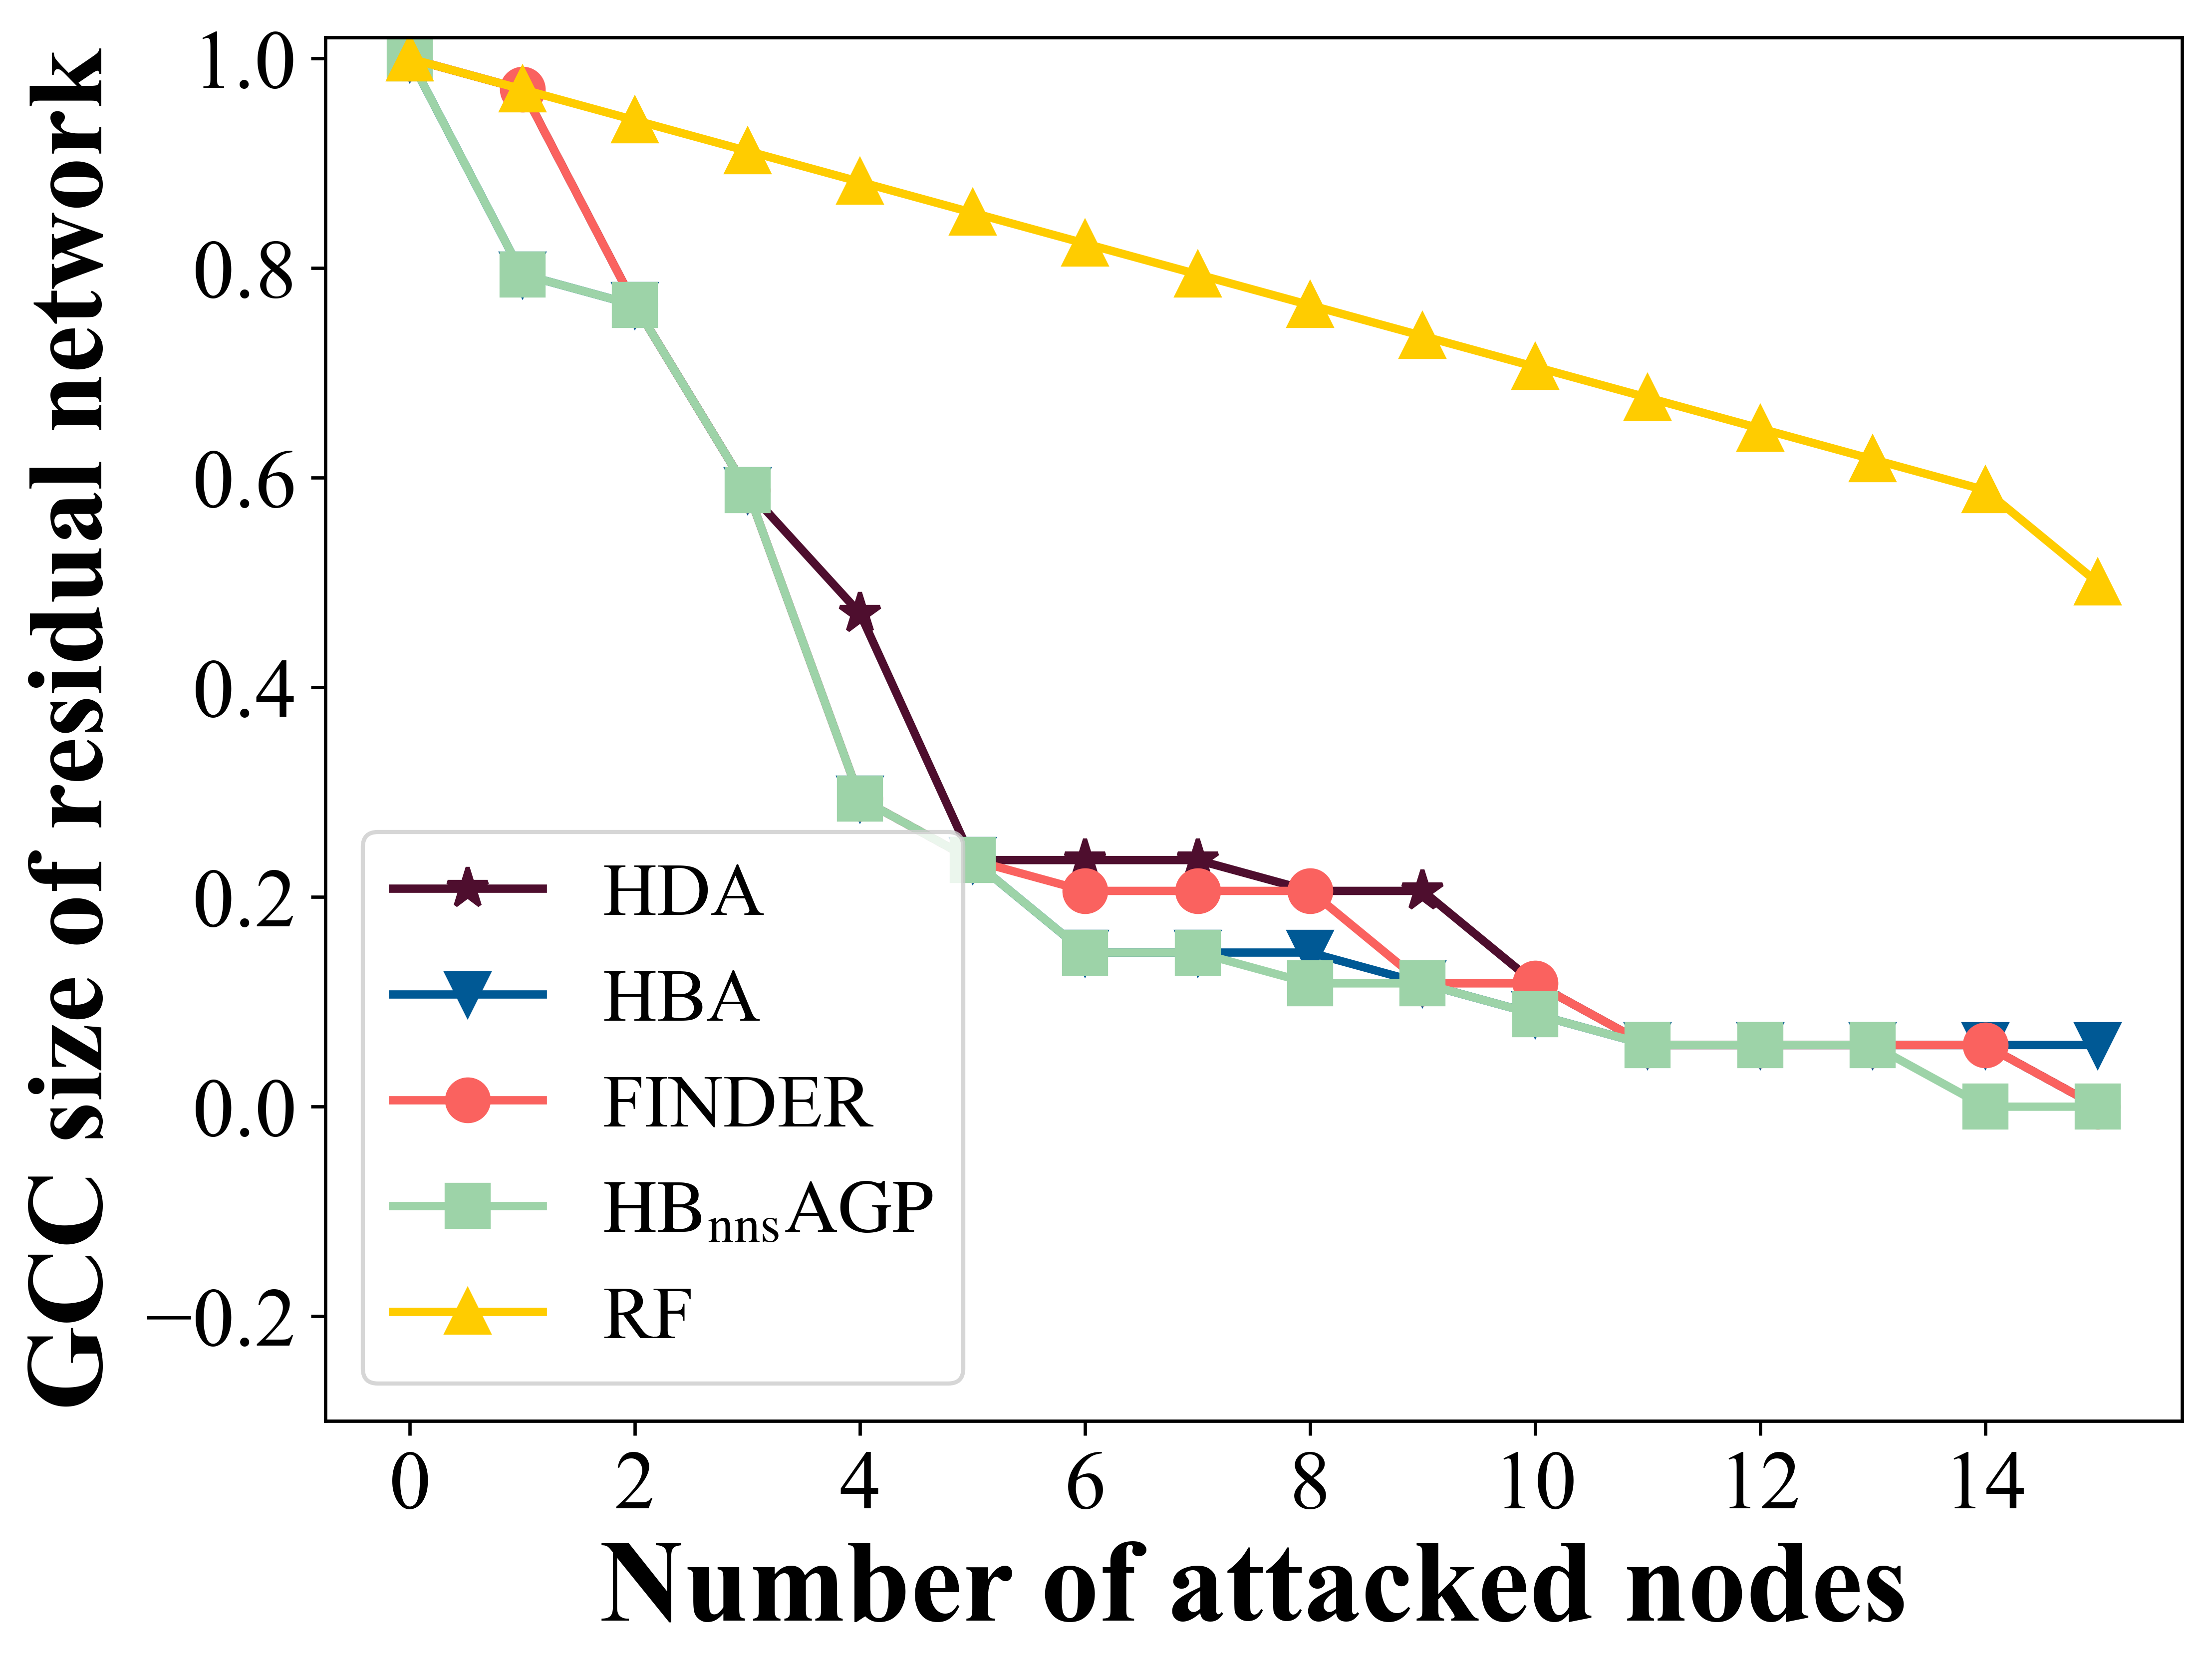 GCC size of residual network
1.0
0.8
0.6
0.4
0.2
0.0
−0.2
HDA
HBA
FINDER
HBnnsAGP
RF
0 2 4 6 8 10 12 14
Number of attacked nodes